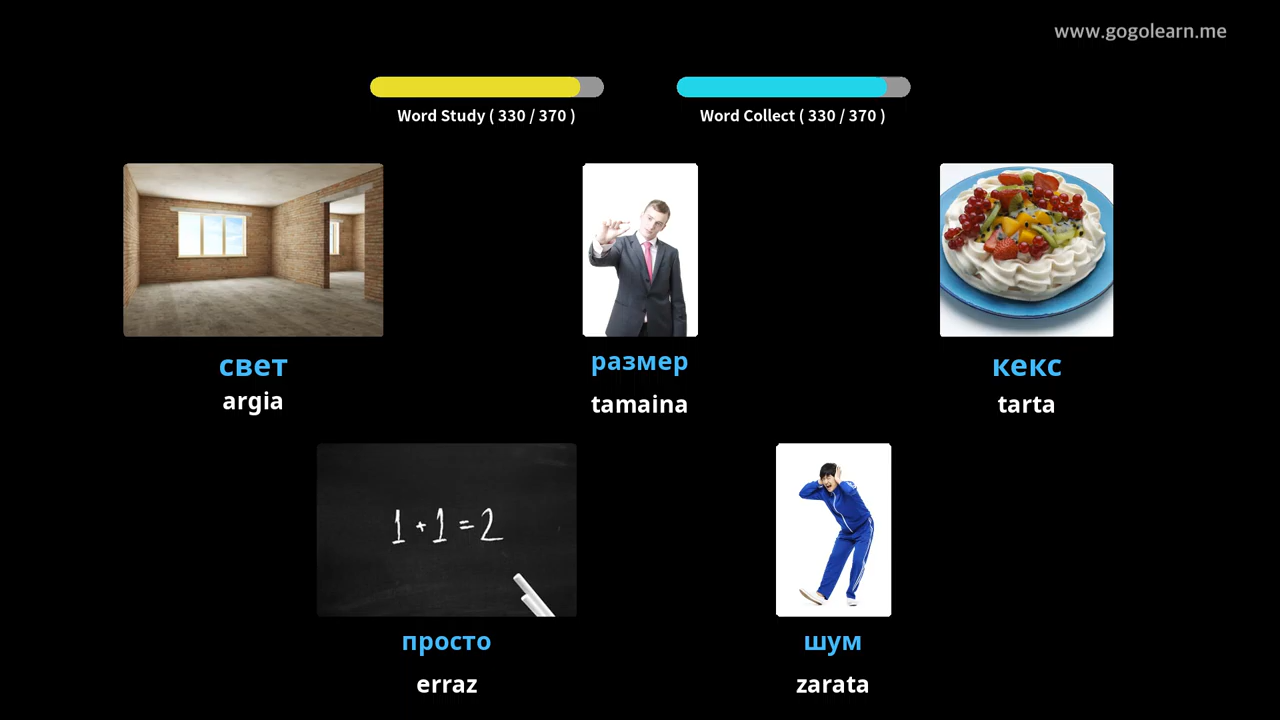 www.gogolearn.me
Word Study ( 330 / 370 )
Word Collect ( 330 / 370 )
свет
argia
размер
tamaina
кекс
tarta
1 + 1 = 2
просто
erraz
шум
zarata